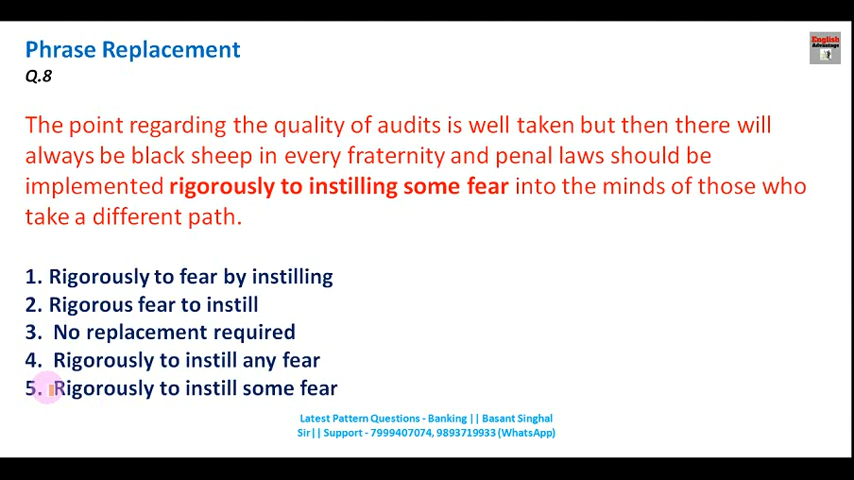 Phrase Replacement
English
Advantage
Q.8
The point regarding the quality of audits is well taken but then there will
always be black sheep in every fraternity and penal laws should be
implemented rigorously to instilling some fear into the minds of those who
take a different path.
1. Rigorously to fear by instilling
2. Rigorous fear to instill
3. No replacement required
4. Rigorously to instill any fear
5. Rigorously to instill some fear
Latest Pattern Questions - Banking || Basant Singhal
Sir|| Support - 7999407074, 9893719933 (WhatsApp)